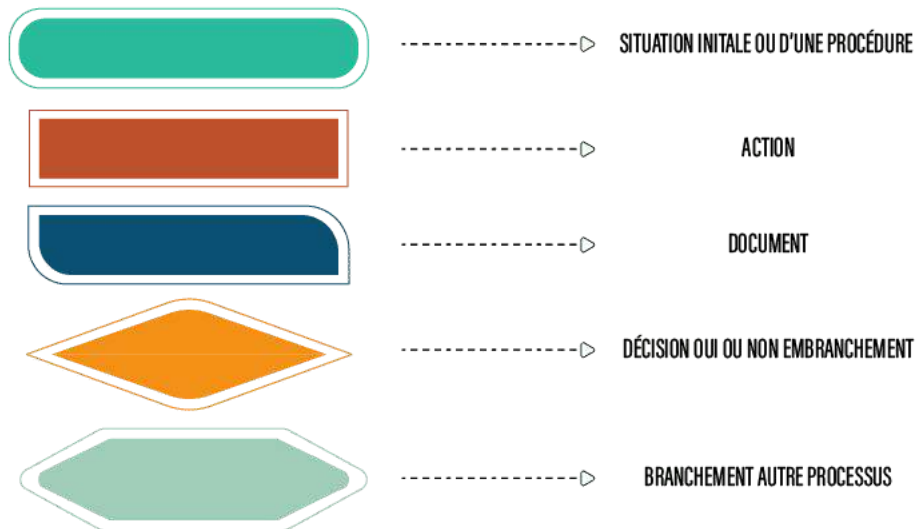 SITUATION INITALE OU D'UNE PROCÉDURE
ACTION
DOCUMENT
DÉCISION OUI OU NON EMBRANCHEMENT
BRANCHEMENT AUTRE PROCESSUS